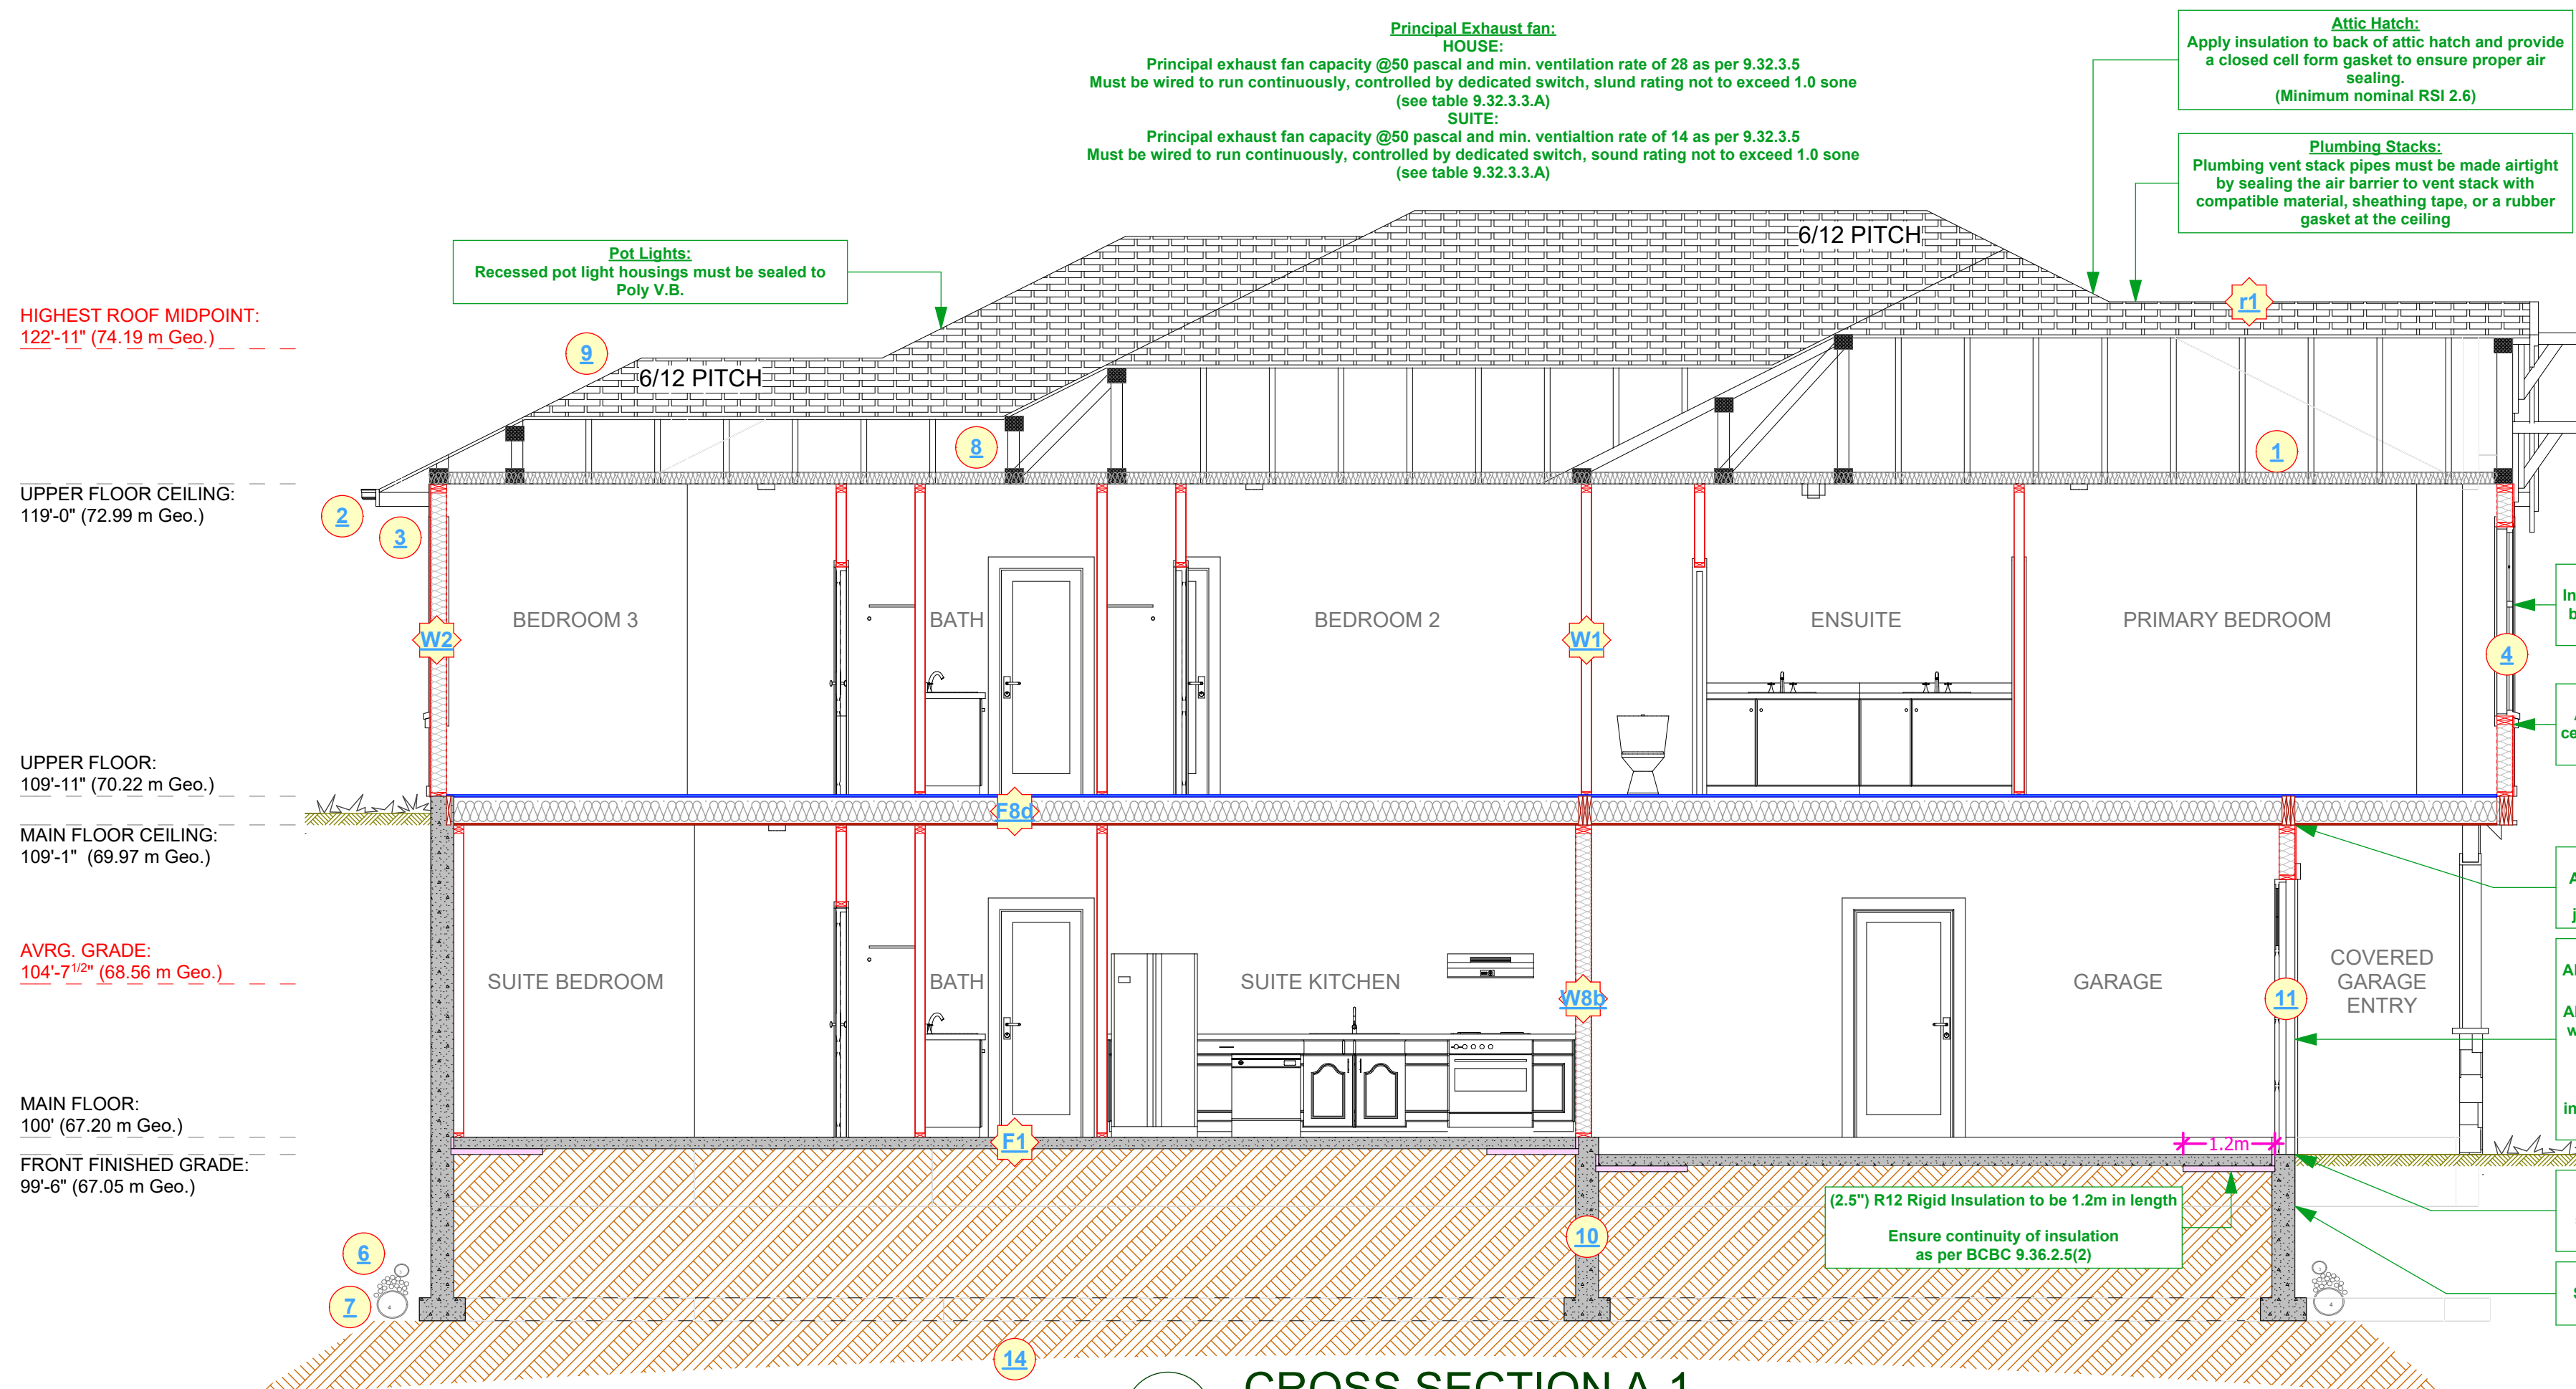 Principal Exhaust fan:
HOUSE:
Principal exhaust fan capacity @50 pascal and min. ventilation rate of 28 as per 9.32.3.5
Must be wired to run continuously, controlled by dedicated switch, slund rating not to exceed 1.0 sone
(see table 9.32.3.3.A)
SUITE:
Principal exhaust fan capacity @50 pascal and min. ventialtion rate of 14 as per 9.32.3.5
Must be wired to run continuously, controlled by dedicated switch, sound rating not to exceed 1.0 sone
(see table 9.32.3.3.A)
Attic Hatch:
Apply insulation to back of attic hatch and provide
a closed cell form gasket to ensure proper air
sealing.
(Minimum nominal RSI 2.6)
Plumbing Stacks:
Plumbing vent stack pipes must be made airtight
by sealing the air barrier to vent stack with
compatible material, sheathing tape, or a rubber
gasket at the ceiling
Pot Lights:
Recessed pot light housings must be sealed to
Poly V.B.
6/12 PITCH
r1
HIGHEST ROOF MIDPOINT:
122'-11" (74.19 m Geo.)
9
6/12 PITCH
8
1
UPPER FLOOR CEILING:
119'-0" (72.99 m Geo.)
2
3
BEDROOM 3
BATH
BEDROOM 2
ENSUITE
PRIMARY BEDROOM
W2
W1
4
In
b
ce
UPPER FLOOR:
109'-11" (70.22 m Geo.)
F8d
MAIN FLOOR CEILING:
109'-1" (69.97 m Geo.)
A
j
AVRG. GRADE:
104'-7 1/2" (68.56 m Geo.)
SUITE BEDROOM
BATH
SUITE KITCHEN
W8b
GARAGE
11
COVERED
GARAGE
ENTRY
Al
Al
w
in
MAIN FLOOR:
100' (67.20 m Geo.)
F1
1.2m
FRONT FINISHED GRADE:
99'-6" (67.05 m Geo.)
(2.5") R12 Rigid Insulation to be 1.2m in length
Ensure continuity of insulation
as per BCBC 9.36.2.5(2)
6
10
7
4
4
S
14
CROSS SECTION A-1